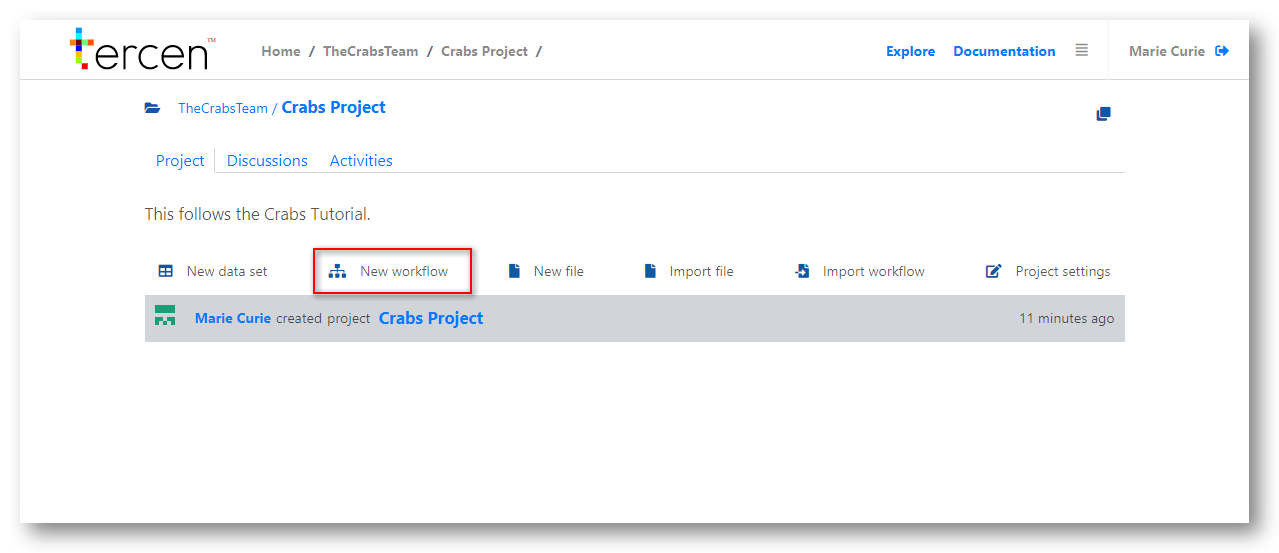 tercen™ Home / TheCrabsTeam / Crabs Project / Explore Documentation Marie Curie
TheCrabsTeam / Crabs Project
Project Discussions Activities
This follows the Crabs Tutorial.
New data set New workflow New file Import file Import workflow Project settings
Marie Curie created project Crabs Project 11 minutes ago